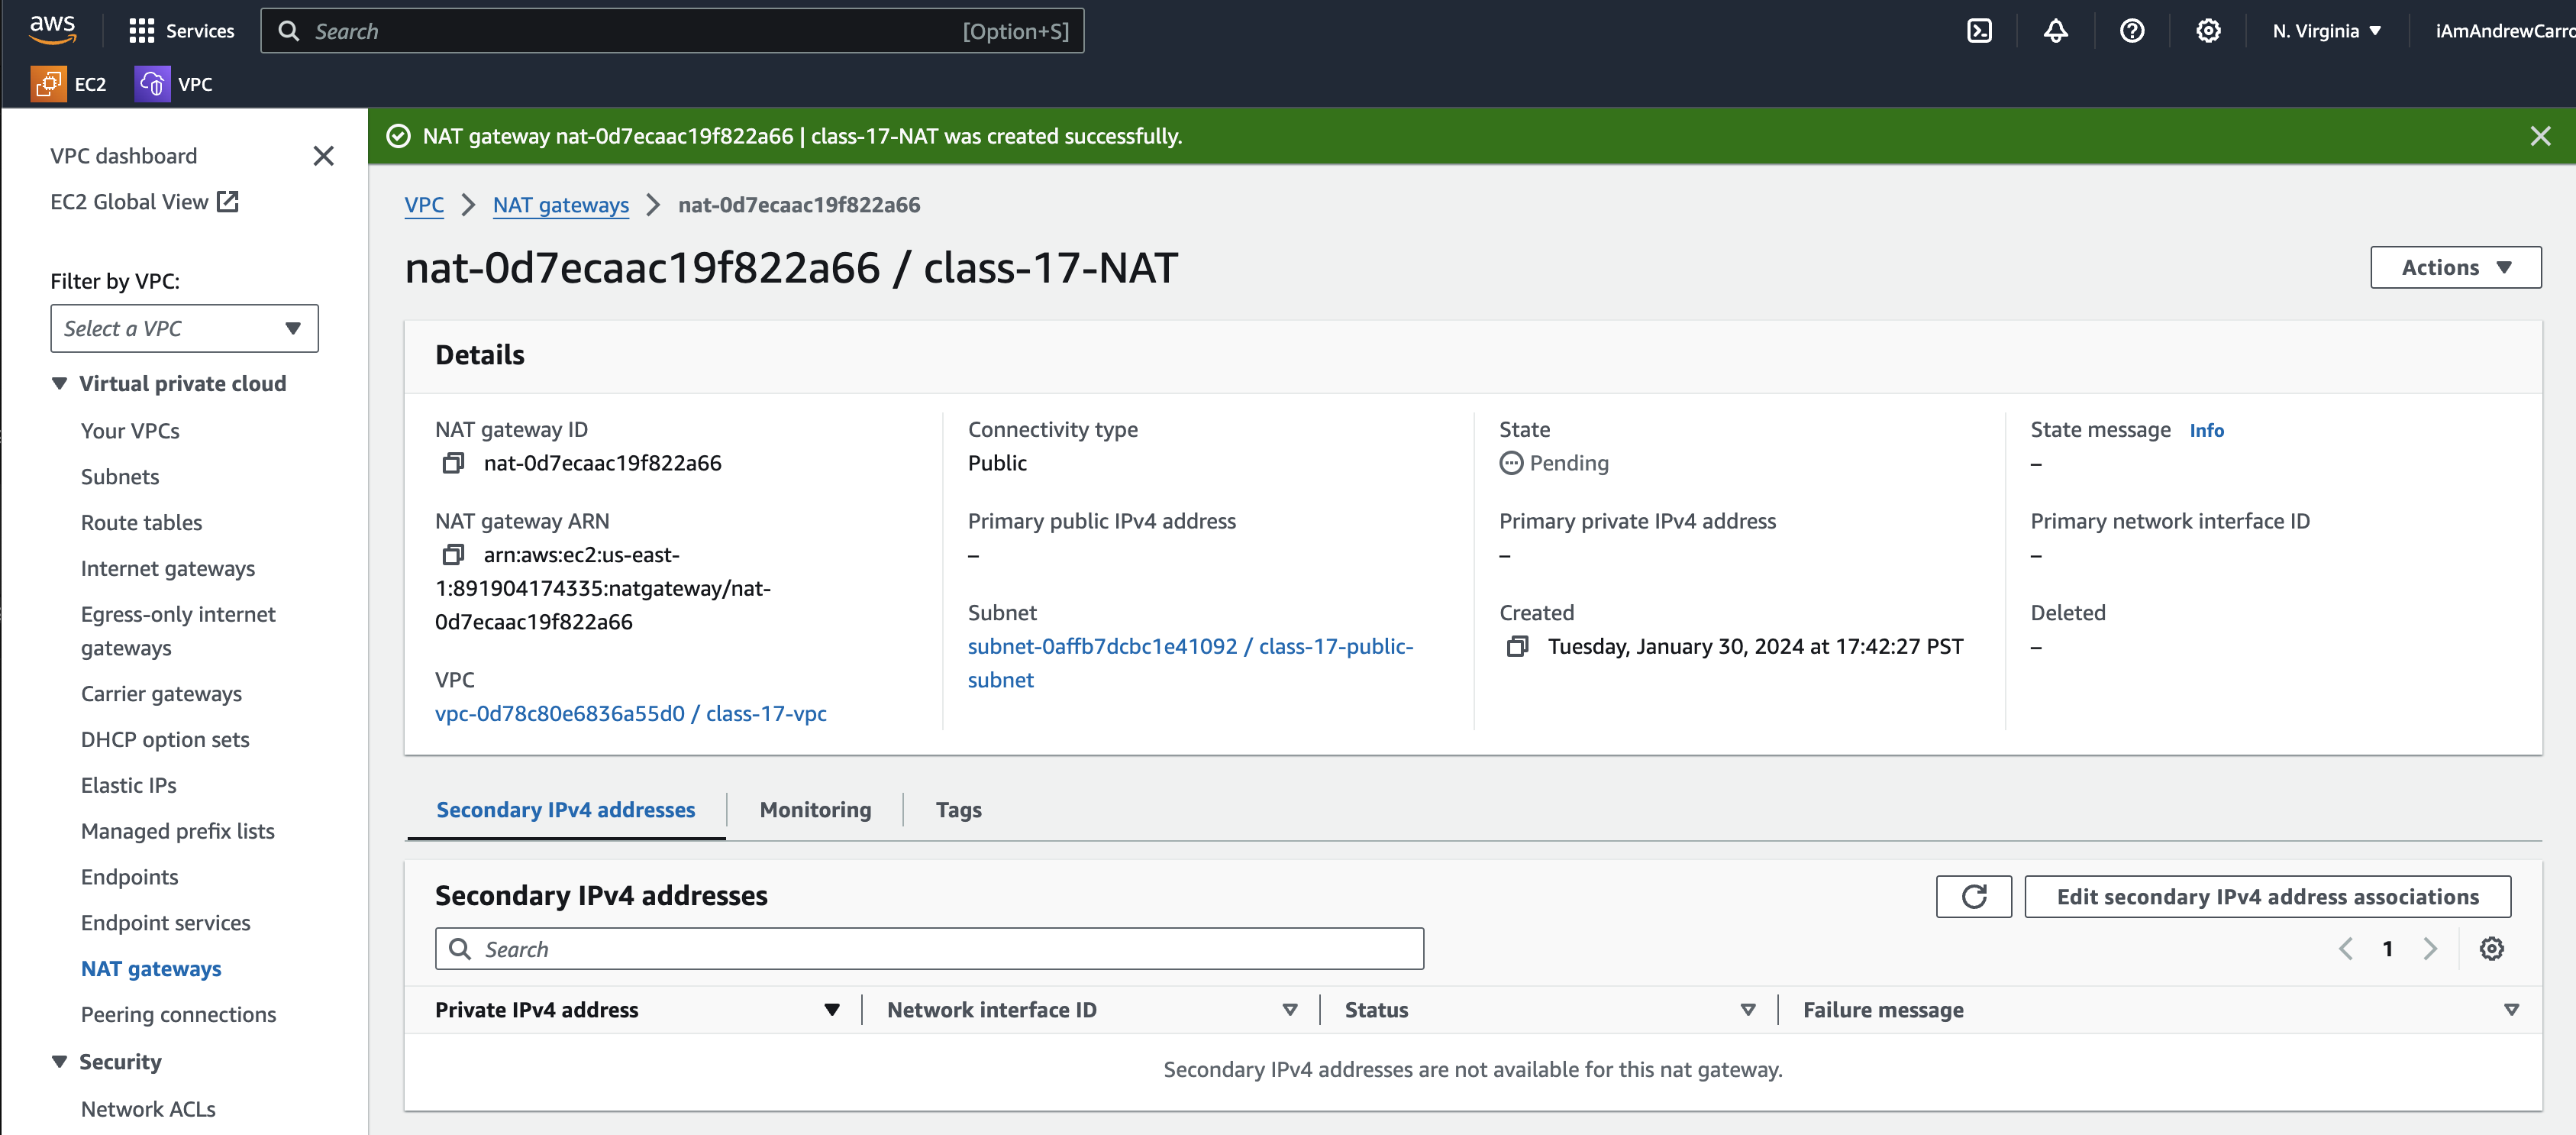 aws
Services
Search
[Option+S]
N. Virginia
iAmAndrewCarro
EC2
VPC
VPC dashboard
EC2 Global View
Filter by VPC:
Select a VPC
Virtual private cloud
Your VPCs
Subnets
Route tables
Internet gateways
Egress-only internet
gateways
Carrier gateways
DHCP option sets
Elastic IPs
Managed prefix lists
Endpoints
Endpoint services
NAT gateways
Peering connections
Security
Network ACLs
NAT gateway nat-0d7ecaac19f822a66 | class-17-NAT was created successfully.
VPC
NAT gateways
nat-0d7ecaac19f822a66
nat-0d7ecaac19f822a66 / class-17-NAT
Actions
Details
NAT gateway ID
nat-0d7ecaac19f822a66
NAT gateway ARN
arn:aws:ec2:us-east-
1:891904174335:natgateway/nat-
0d7ecaac19f822a66
VPC
vpc-0d78c80e6836a55d0 / class-17-vpc
Connectivity type
Public
Primary public IPv4 address
–
Subnet
subnet-0affb7dcbc1e41092 / class-17-public-
subnet
State
Pending
Primary private IPv4 address
–
Created
Tuesday, January 30, 2024 at 17:42:27 PST
State message Info
–
Primary network interface ID
–
Deleted
–
Secondary IPv4 addresses
Monitoring
Tags
Secondary IPv4 addresses
Edit secondary IPv4 address associations
Search
1
Private IPv4 address
Network interface ID
Status
Failure message
Secondary IPv4 addresses are not available for this nat gateway.